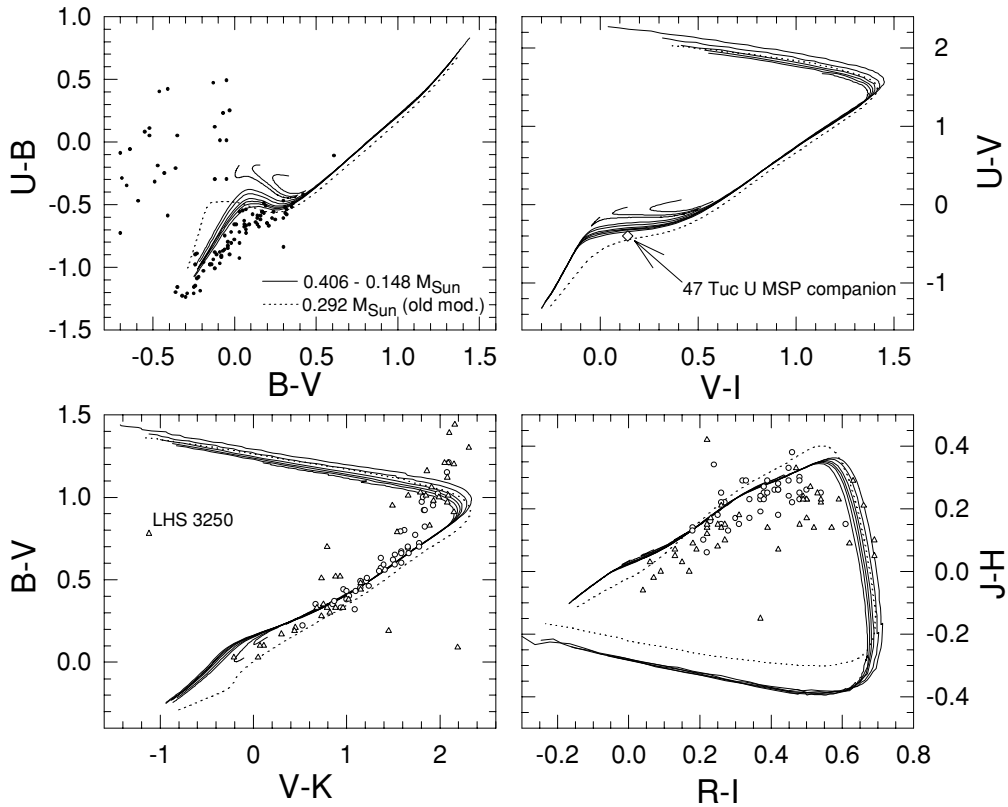 1.0
0.5
0.0
-0.5
-1.0
-1.5
U-B
-0.5 0.0 0.5 1.0 1.5
B-V
0.406 - 0.148 MSun
0.292 MSun (old mod.)
2
1
0
-1
U-V
0.0 0.5 1.0 1.5
V-I
47 Tuc U MSP companion
1.5
1.0
0.5
0.0
B-V
LHS 3250
-1 0 1 2
V-K
0.4
0.2
0.0
-0.2
-0.4
J-H
-0.2 0.0 0.2 0.4 0.6 0.8
R-I